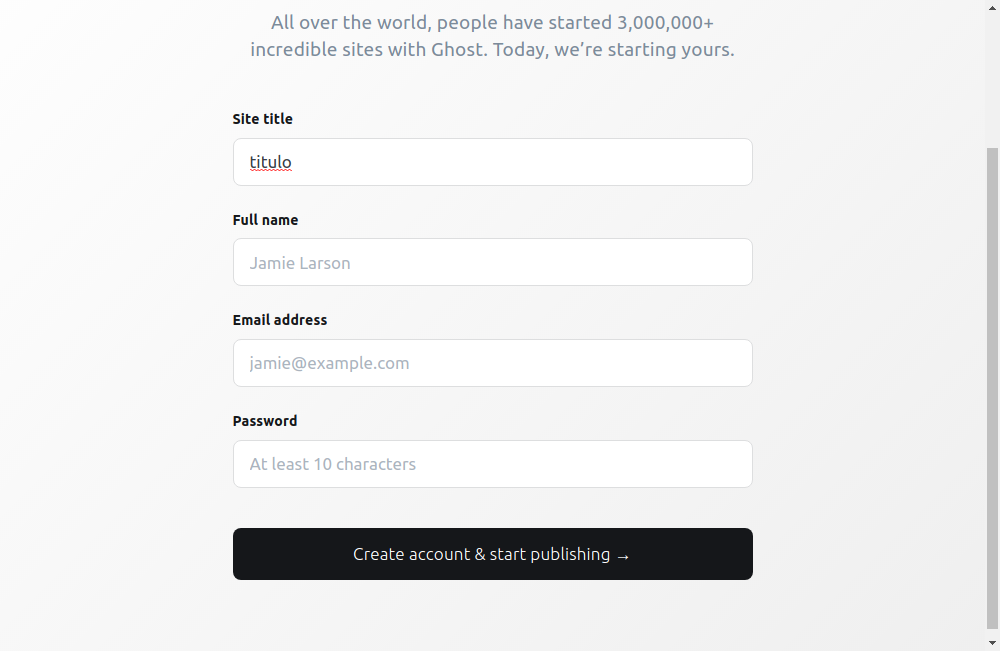 All over the world, people have started 3,000,000+
incredible sites with Ghost. Today, we’re starting yours.
Site title
titulo
Full name
Jamie Larson
Email address
jamie@example.com
Password
At least 10 characters
Create account & start publishing →